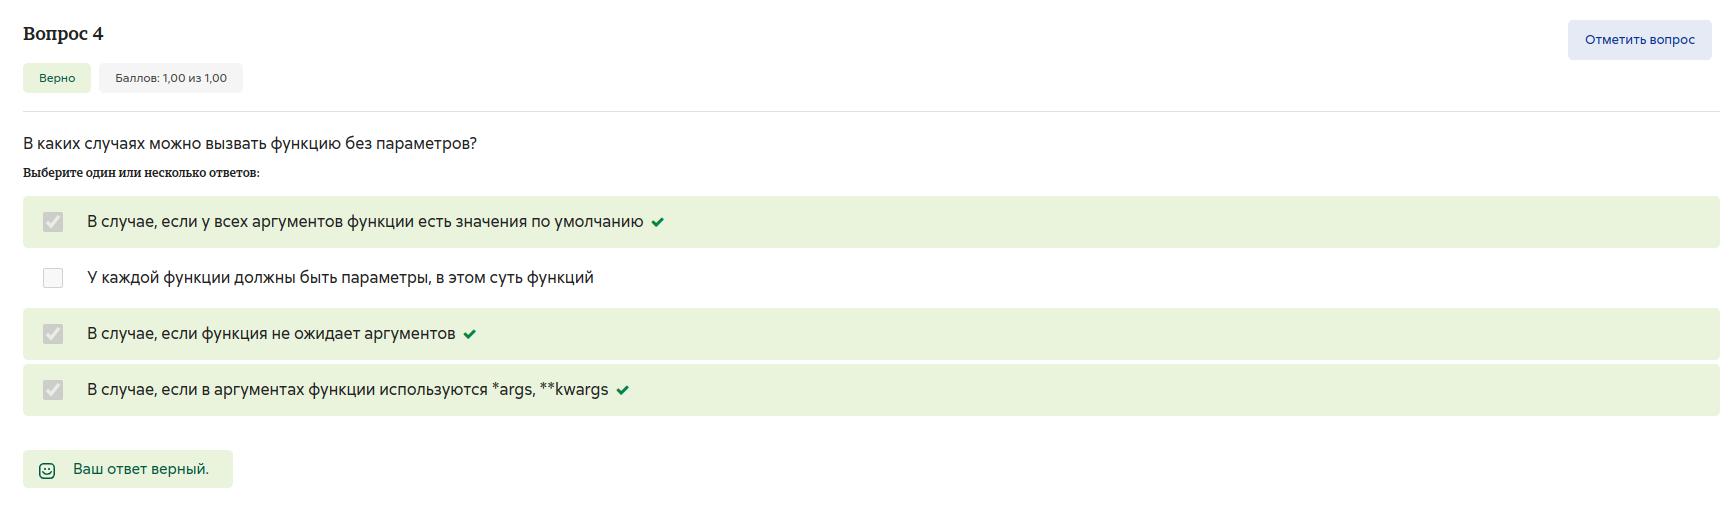 Вопрос 4
Отметить вопрос
Верно
Баллов: 1,00 из 1,00
В каких случаях можно вызвать функцию без параметров?
Выберите один или несколько ответов:
В случае, если у всех аргументов функции есть значения по умолчанию
У каждой функции должны быть параметры, в этом суть функций
В случае, если функция не ожидает аргументов
В случае, если в аргументах функции используются *args, **kwargs
Ваш ответ верный.